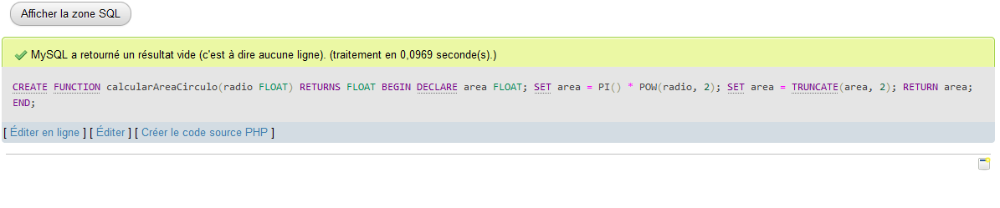 Afficher la zone SQL
MySQL a retourné un résultat vide (c'est à dire aucune ligne). (traitement en 0,0969 seconde(s).)
CREATE FUNCTION calcularAreaCirculo(radio FLOAT) RETURNS FLOAT BEGIN DECLARE area FLOAT; SET area = PI() * POW(radio, 2); SET area = TRUNCATE(area, 2); RETURN area;
END;
[ Éditer en ligne ] [ Éditer ] [ Créer le code source PHP ]